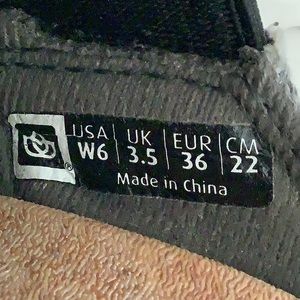 USA | UK | EUR | CM
W6 | 3.5 | 36 | 22
Made in China
®